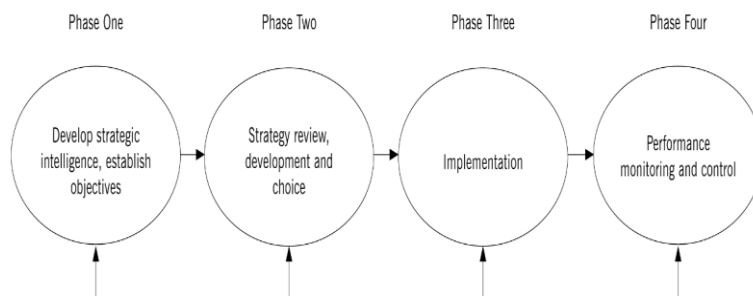 Phase One
Phase Two
Phase Three
Phase Four
Develop strategic
intelligence, establish
objectives
Strategy review,
development and
choice
Implementation
Performance
monitoring and control